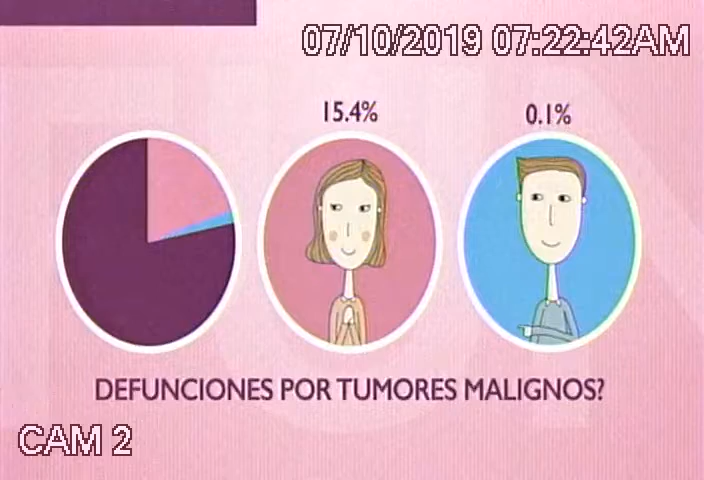 07/10/2019 07:22:42AM
15.4%
0.1%
DEFUNCIONES POR TUMORES MALIGNOS?
CAM 2